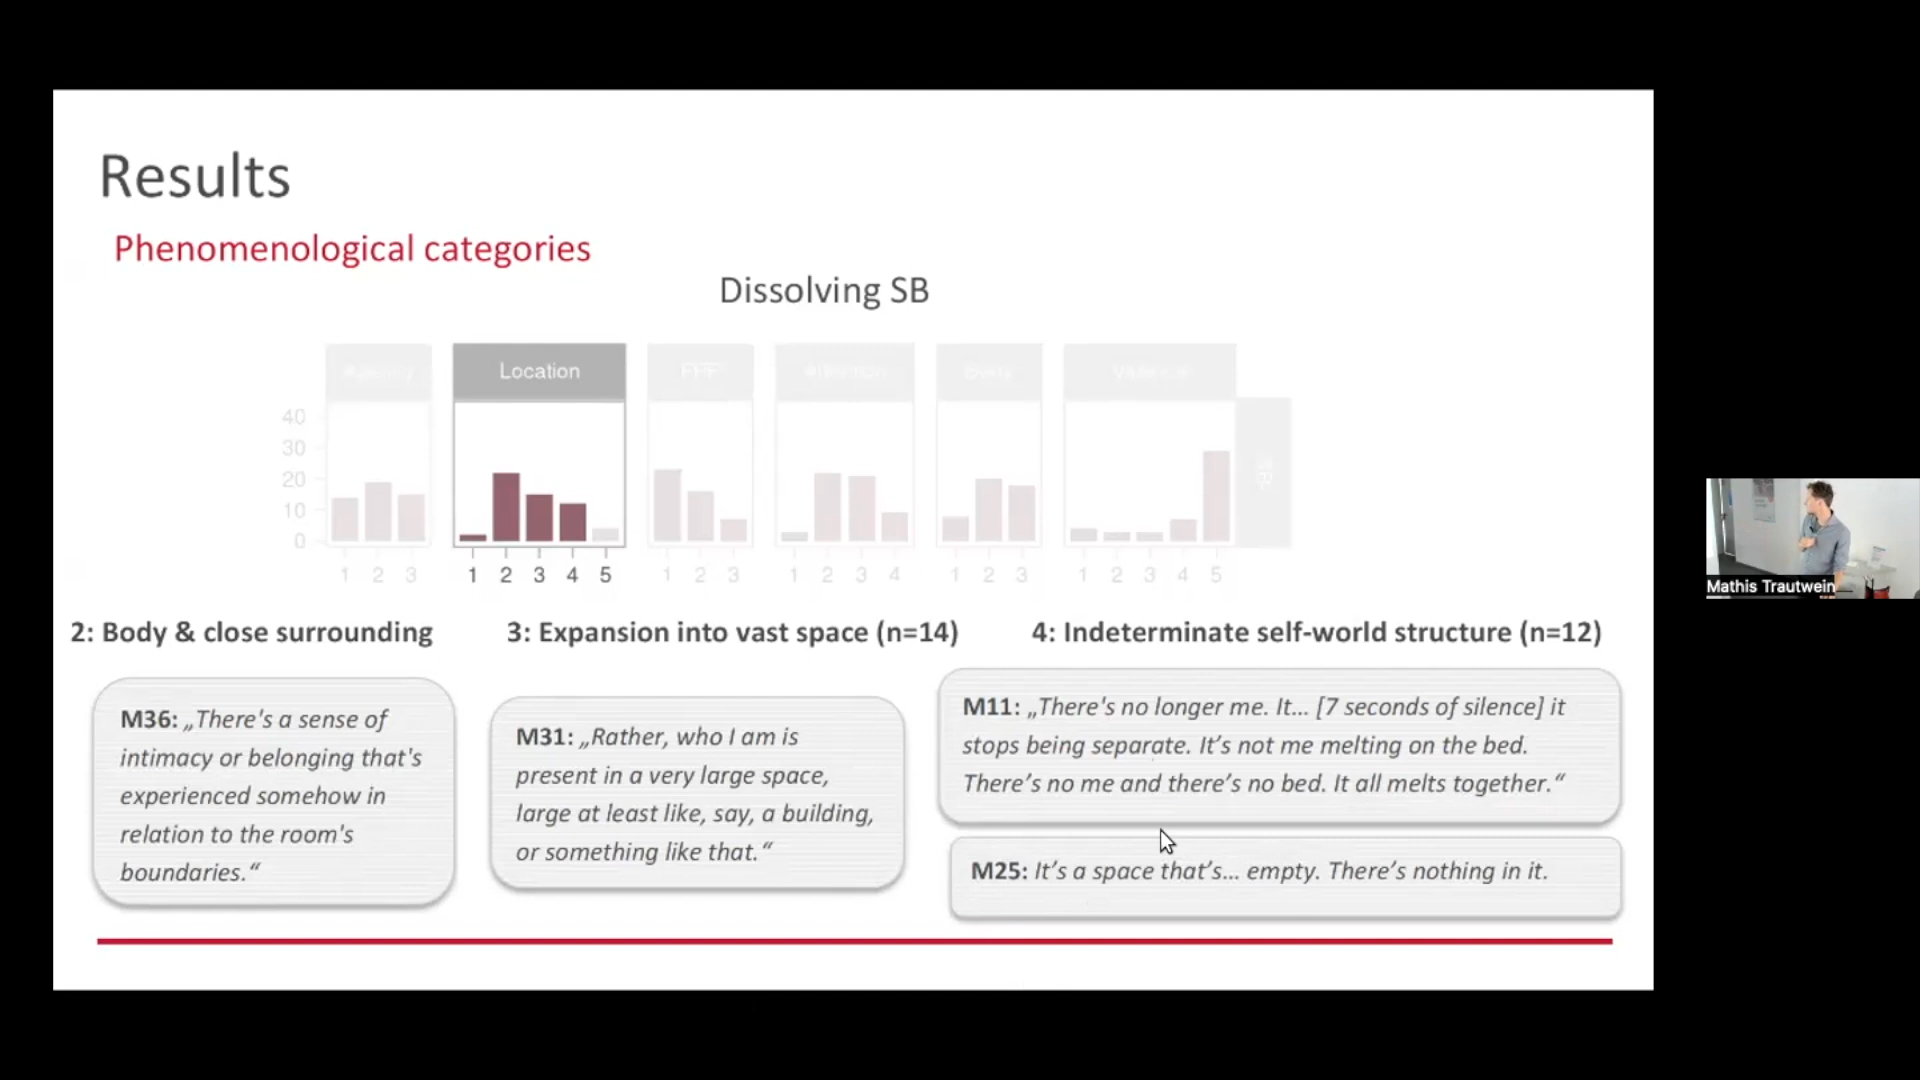 Results
Phenomenological categories
Dissolving SB
Location
40
30
20
10
0
1 2 3
1 2 3 4 5
1 2 3
1 2 3 4
1 2 3
1 2 3 4 5
2: Body & close surrounding
M36: „There's a sense of
intimacy or belonging that's
experienced somehow in
relation to the room's
boundaries.“
3: Expansion into vast space (n=14)
M31: „Rather, who I am is
present in a very large space,
large at least like, say, a building,
or something like that.“
4: Indeterminate self-world structure (n=12)
M11: „There's no longer me. It… [7 seconds of silence] it
stops being separate. It’s not me melting on the bed.
There’s no me and there’s no bed. It all melts together.“
M25: It’s a space that’s… empty. There’s nothing in it.
Mathis Trautwein